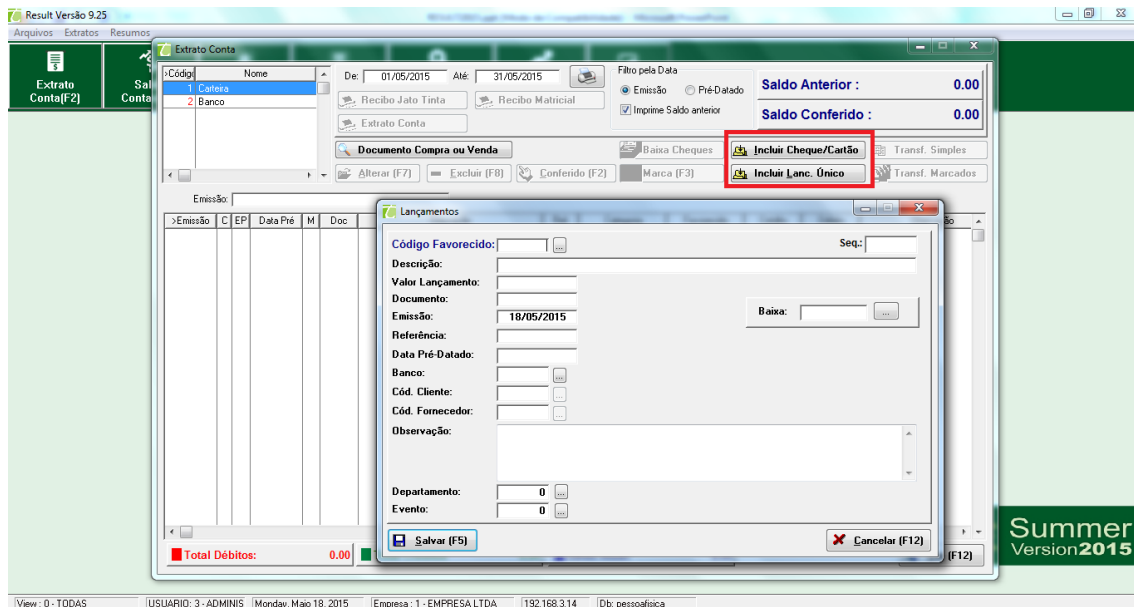 Result Versão 9.25
Arquivos Extratos Resumos
Extrato Conta(F2)
Sal
Conta
Extrato Conta
>Códig Nome
1 Carteira
2 Banco
De: 01/05/2015 Até: 31/05/2015
Recibo Jato Tinta Recibo Matricial
Extrato Conta
Filtro pela Data
Emissão Pré-Datado
Imprime Saldo anterior
Saldo Anterior : 0.00
Saldo Conferido : 0.00
Documento Compra ou Venda Baixa Cheques Incluir Cheque/Cartão Transf. Simples
Alterar (F7) Excluir (F8) Conferido (F2) Marca (F3) Incluir Lanc. Único Transf. Marcados
Emissão:
>Emissão C EP Data Pré M Doc
Lançamentos
Código Favorecido: ... Seq.:
Descrição:
Valor Lançamento:
Documento:
Emissão: 18/05/2015
Baixa: ...
Referência:
Data Pré-Datado:
Banco: ...
Cód. Cliente: ...
Cód. Fornecedor: ...
Observação:
Departamento: 0 ...
Evento: 0 ...
Salvar (F5) Cancelar (F12)
Total Débitos: 0.00
(F12)
Summer
Version2015
View : 0 - TODAS USUARIO: 3 - ADMINIS Monday, Maio 18, 2015 Empresa : 1 - EMPRESA LTDA 192.168.3.14 Db: pessoafisica